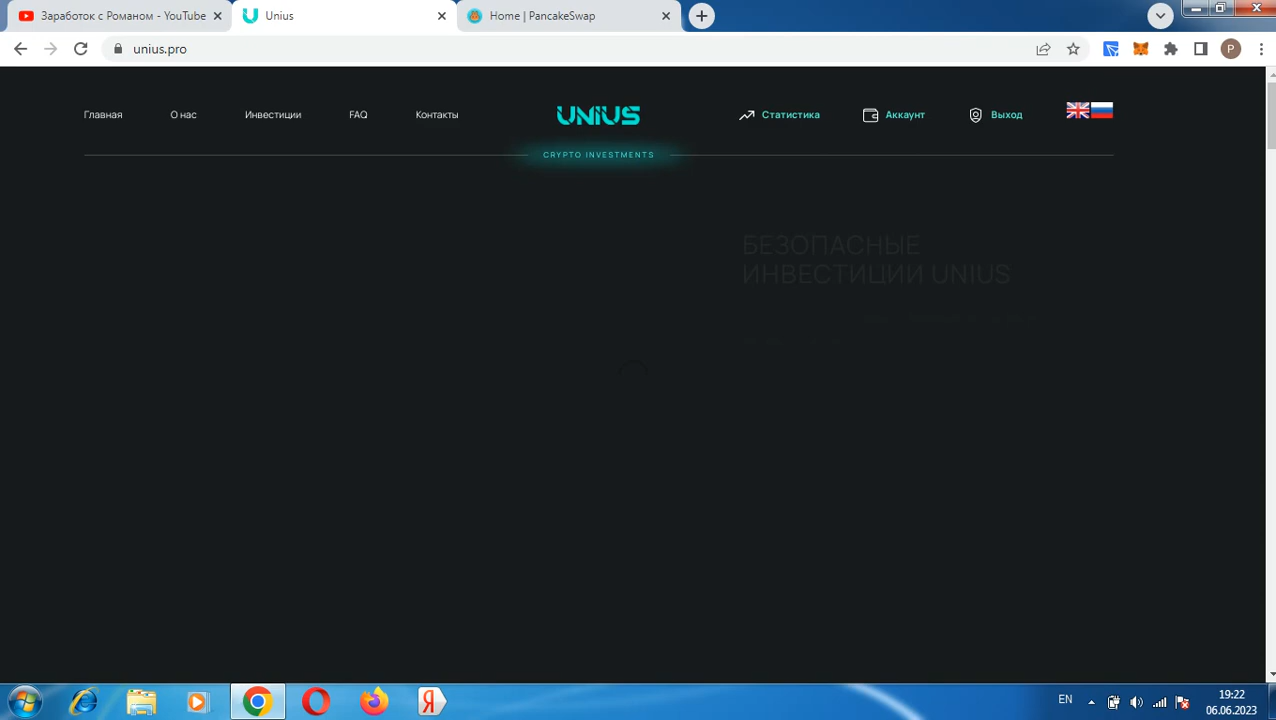 Заработок с Романом - YouTube
Unius
Home | PancakeSwap
unius.pro
P
Главная
О нас
Инвестиции
FAQ
Контакты
UNIUS
Статистика
Аккаунт
Выход
CRYPTO INVESTMENTS
БЕЗОПАСНЫЕ
ИНВЕСТИЦИИ UNIUS
EN
19:22
06.06.2023